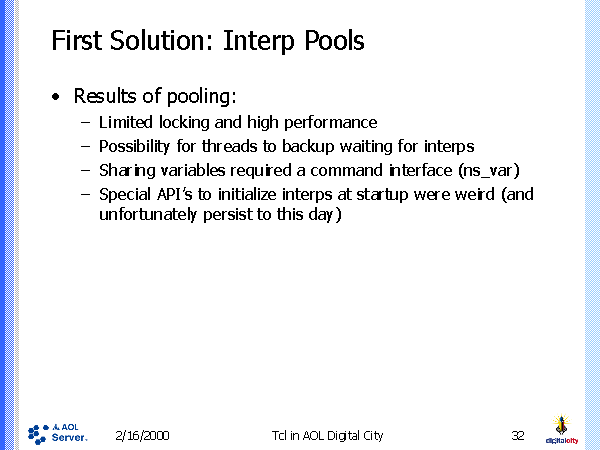 First Solution: Interp Pools
• Results of pooling:
– Limited locking and high performance
– Possibility for threads to backup waiting for interps
– Sharing variables required a command interface (ns_var)
– Special API's to initialize interps at startup were weird (and
unfortunately persist to this day)
AOL
Server.
2/16/2000
Tcl in AOL Digital City
32
digitalcity